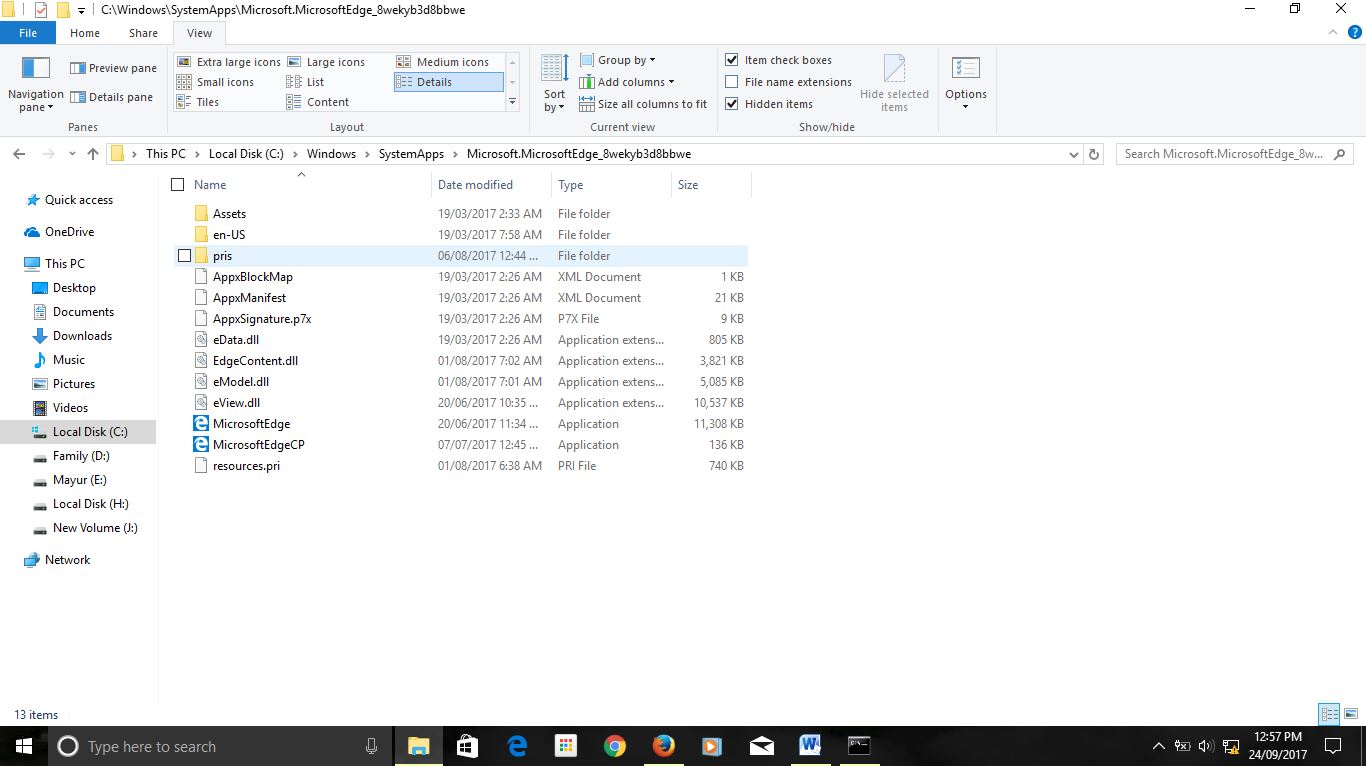 C:\Windows\SystemApps\Microsoft.MicrosoftEdge_8wekyb3d8bbwe
File Home Share View
Navigation pane
Preview pane
Details pane
Panes
Extra large icons Large icons Medium icons
Small icons List Details
Tiles Content
Layout
Sort by
Group by
Add columns
Size all columns to fit
Current view
Item check boxes
File name extensions
Hidden items
Hide selected items
Show/hide
Options
This PC Local Disk (C:) Windows SystemApps Microsoft.MicrosoftEdge_8wekyb3d8bbwe
Search Microsoft.MicrosoftEdge_8w...
Quick access
OneDrive
This PC
Desktop
Documents
Downloads
Music
Pictures
Videos
Local Disk (C:)
Family (D:)
Mayur (E:)
Local Disk (H:)
New Volume (J:)
Network
Name Date modified Type Size
Assets 19/03/2017 2:33 AM File folder
en-US 19/03/2017 7:58 AM File folder
pris 06/08/2017 12:44 ... File folder
AppxBlockMap 19/03/2017 2:26 AM XML Document 1 KB
AppxManifest 19/03/2017 2:26 AM XML Document 21 KB
AppxSignature.p7x 19/03/2017 2:26 AM P7X File 9 KB
eData.dll 19/03/2017 2:26 AM Application extens... 805 KB
EdgeContent.dll 01/08/2017 7:02 AM Application extens... 3,821 KB
eModel.dll 01/08/2017 7:01 AM Application extens... 5,085 KB
eView.dll 20/06/2017 10:35 ... Application extens... 10,537 KB
MicrosoftEdge 20/06/2017 11:34 ... Application 11,308 KB
MicrosoftEdgeCP 07/07/2017 12:45 ... Application 136 KB
resources.pri 01/08/2017 6:38 AM PRI File 740 KB
13 items
Type here to search
12:57 PM
24/09/2017